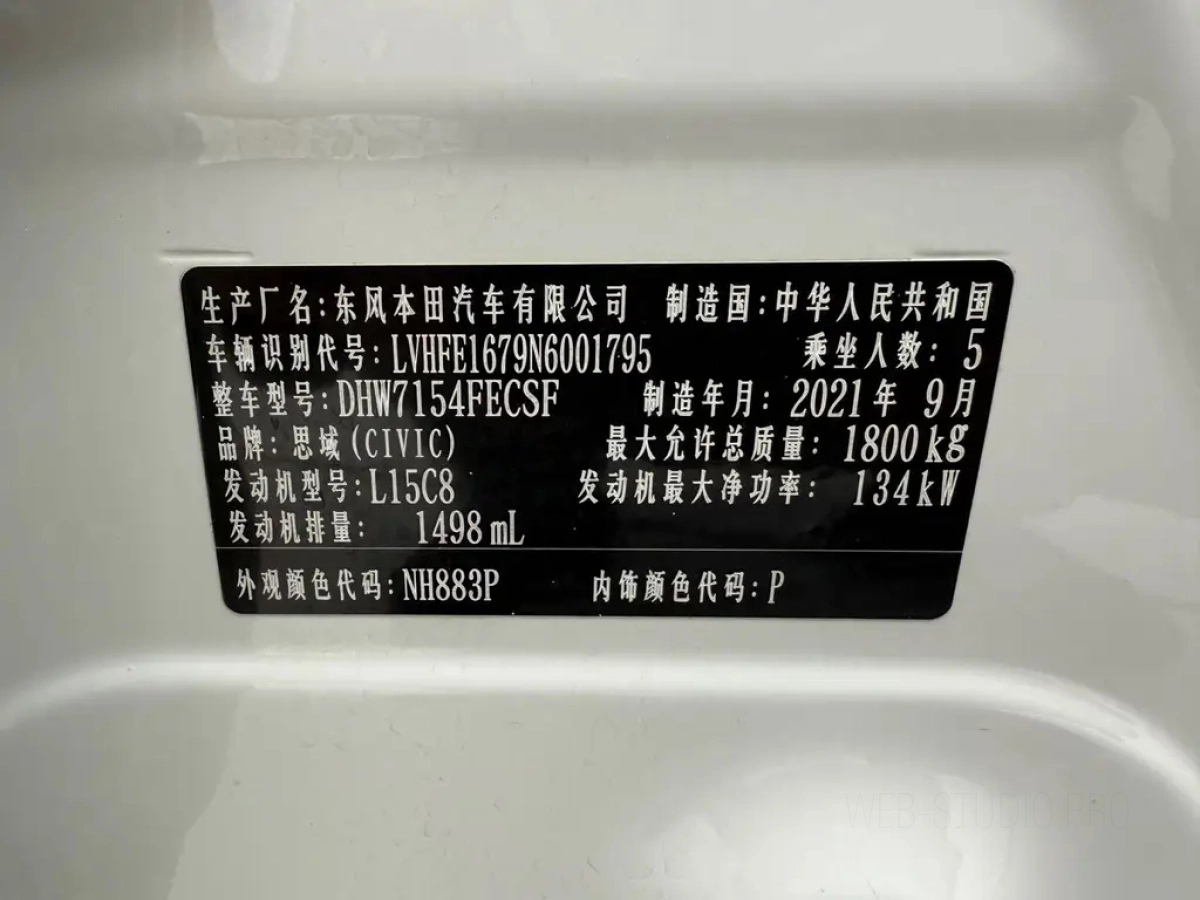 生产厂名:东风本田汽车有限公司 制造国:中华人民共和国
车辆识别代号:LVHFE1679N6001795 乘坐人数: 5
整车型号:DHW7154FECSF 制造年月: 2021年 9月
品牌: 思域(CIVIC) 最大允许总质量: 1800kg
发动机型号:L15C8 发动机最大净功率: 134kW
发动机排量: 1498mL
外观颜色代码:NH883P 内饰颜色代码:P
WEB-STUDIO.PRO